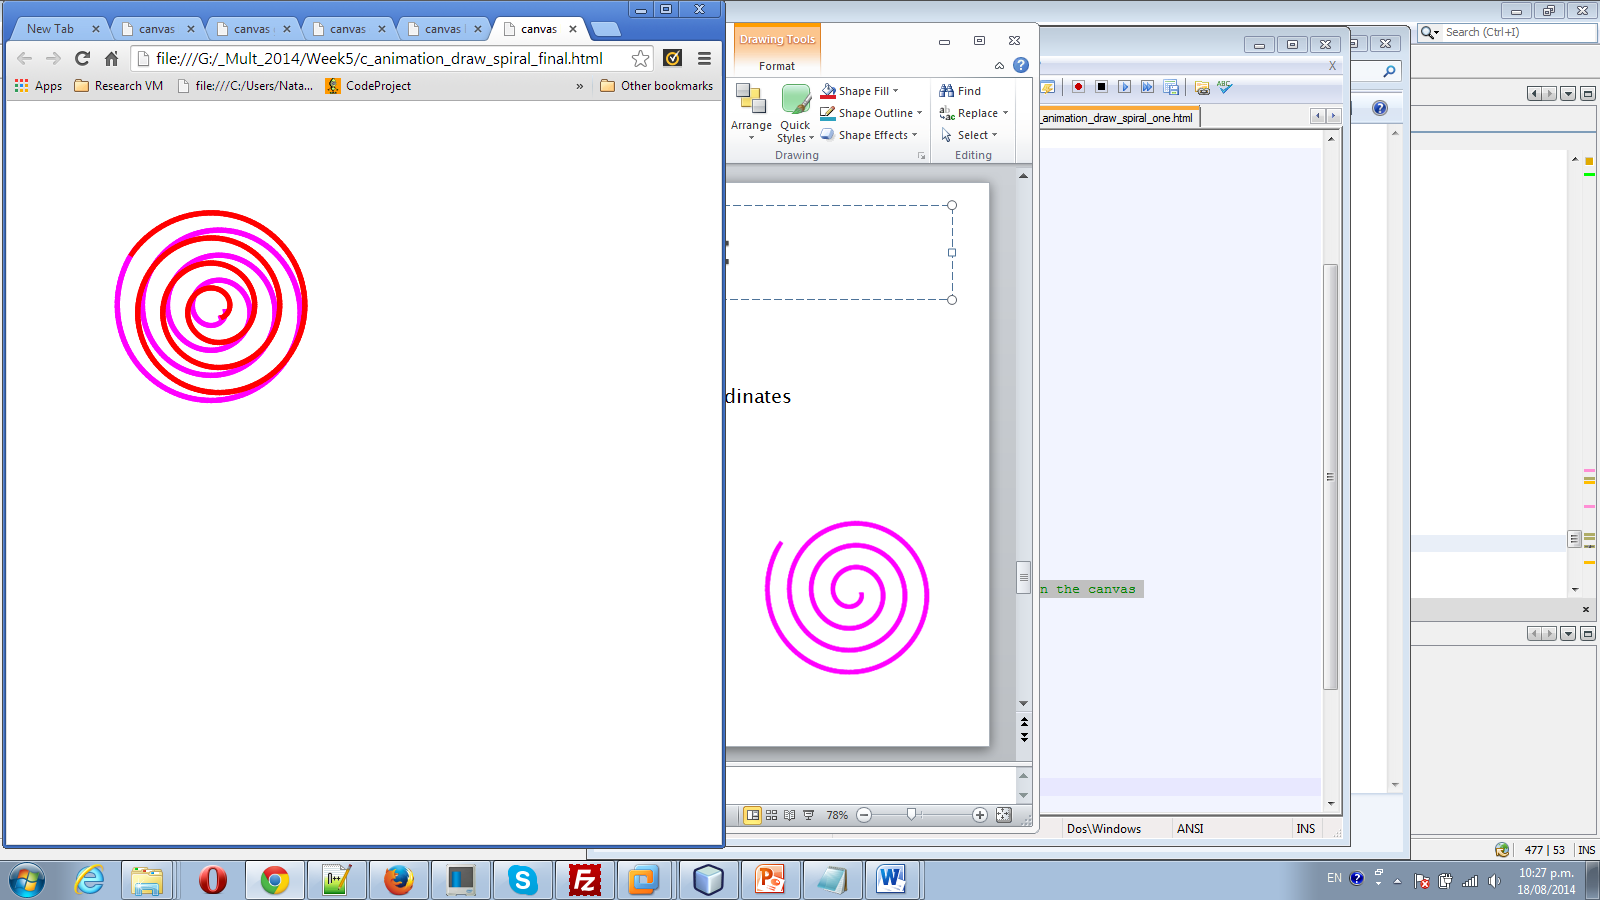 New Tab
canvas
canvas
canvas
canvas
canvas
file:///G:/_Mult_2014/Week5/c_animation_draw_spiral_final.html
Apps
Research VM
file:///C:/Users/Nata...
CodeProject
»
Other bookmarks
Drawing Tools
Format
Arrange
Quick Styles
Shape Fill
Shape Outline
Shape Effects
Drawing
Find
Replace
Select
Editing
dinates
78%
_animation_draw_spiral_one.html
n the canvas
Dos\Windows
ANSI
INS
Search (Ctrl+I)
477 | 53
INS
EN
10:27 p.m.
18/08/2014